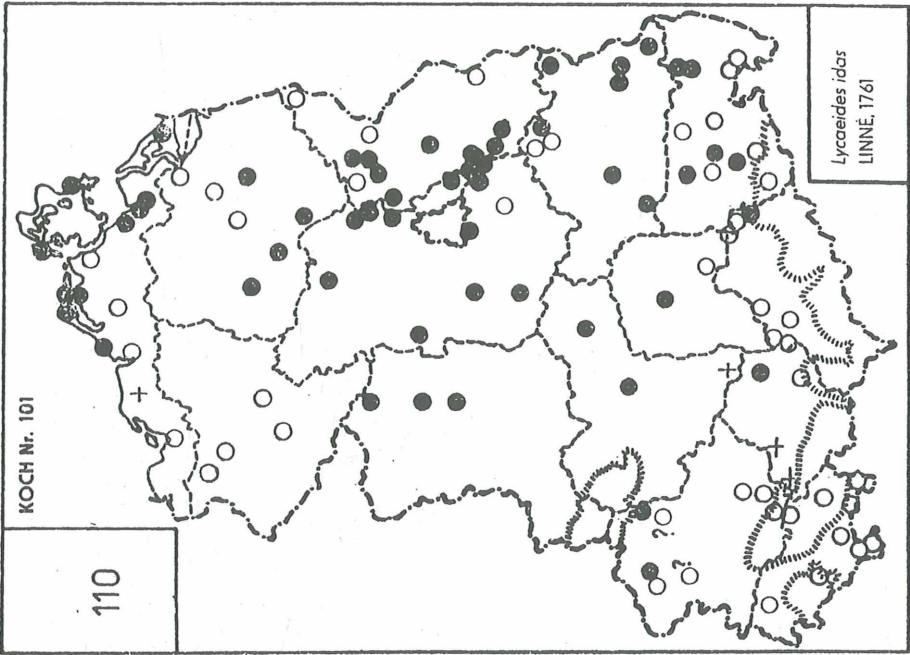 110
KOCH Nr. 101
Lycaeides idas
LINNÉ, 1761
? 
?